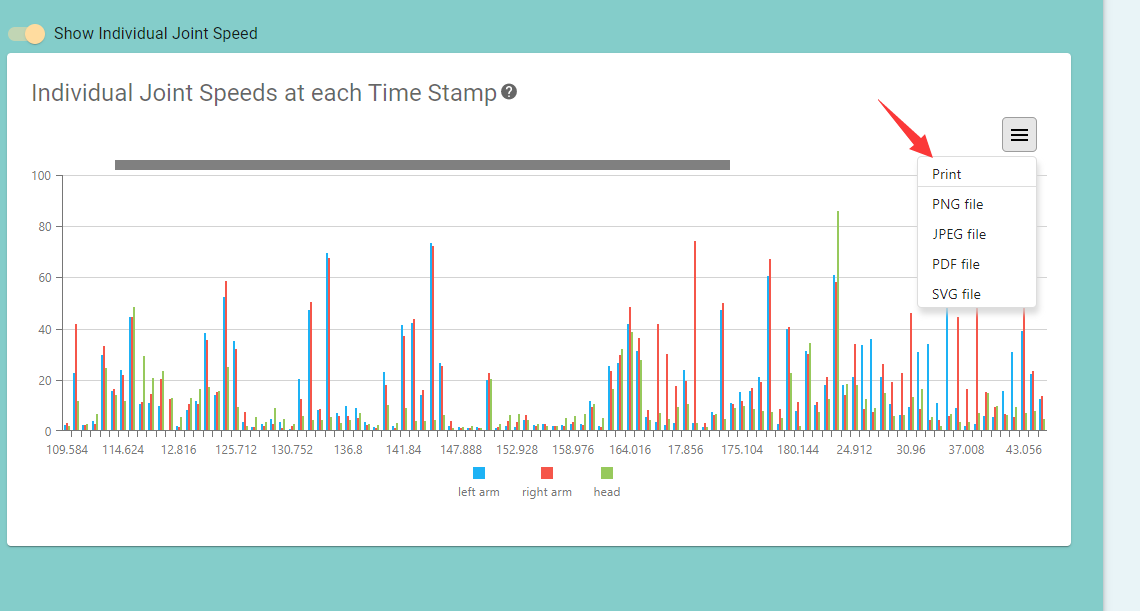 Show Individual Joint Speed
Individual Joint Speeds at each Time Stamp ?
Print
PNG file
JPEG file
PDF file
SVG file
100
80
60
40
20
0
109.584 114.624 12.816 125.712 130.752 136.8 141.84 147.888 152.928 158.976 164.016 17.856 175.104 180.144 24.912 30.96 37.008 43.056
left arm right arm head